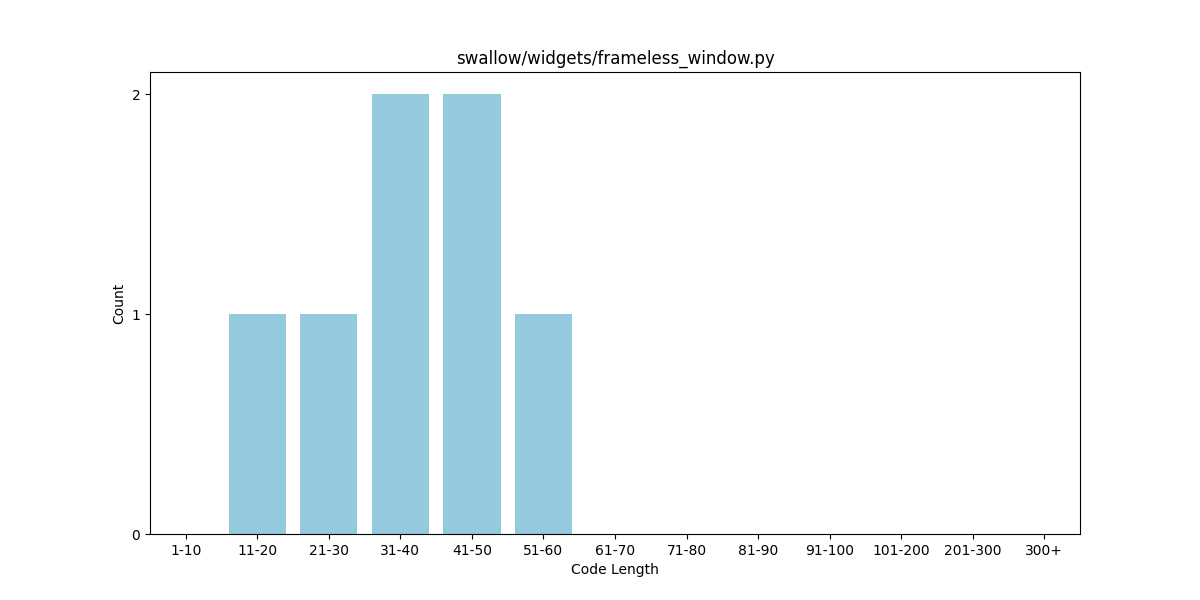 swallow/widgets/frameless_window.py
Count
2
1
0
1-10 11-20 21-30 31-40 41-50 51-60 61-70 71-80 81-90 91-100 101-200 201-300 300+
Code Length